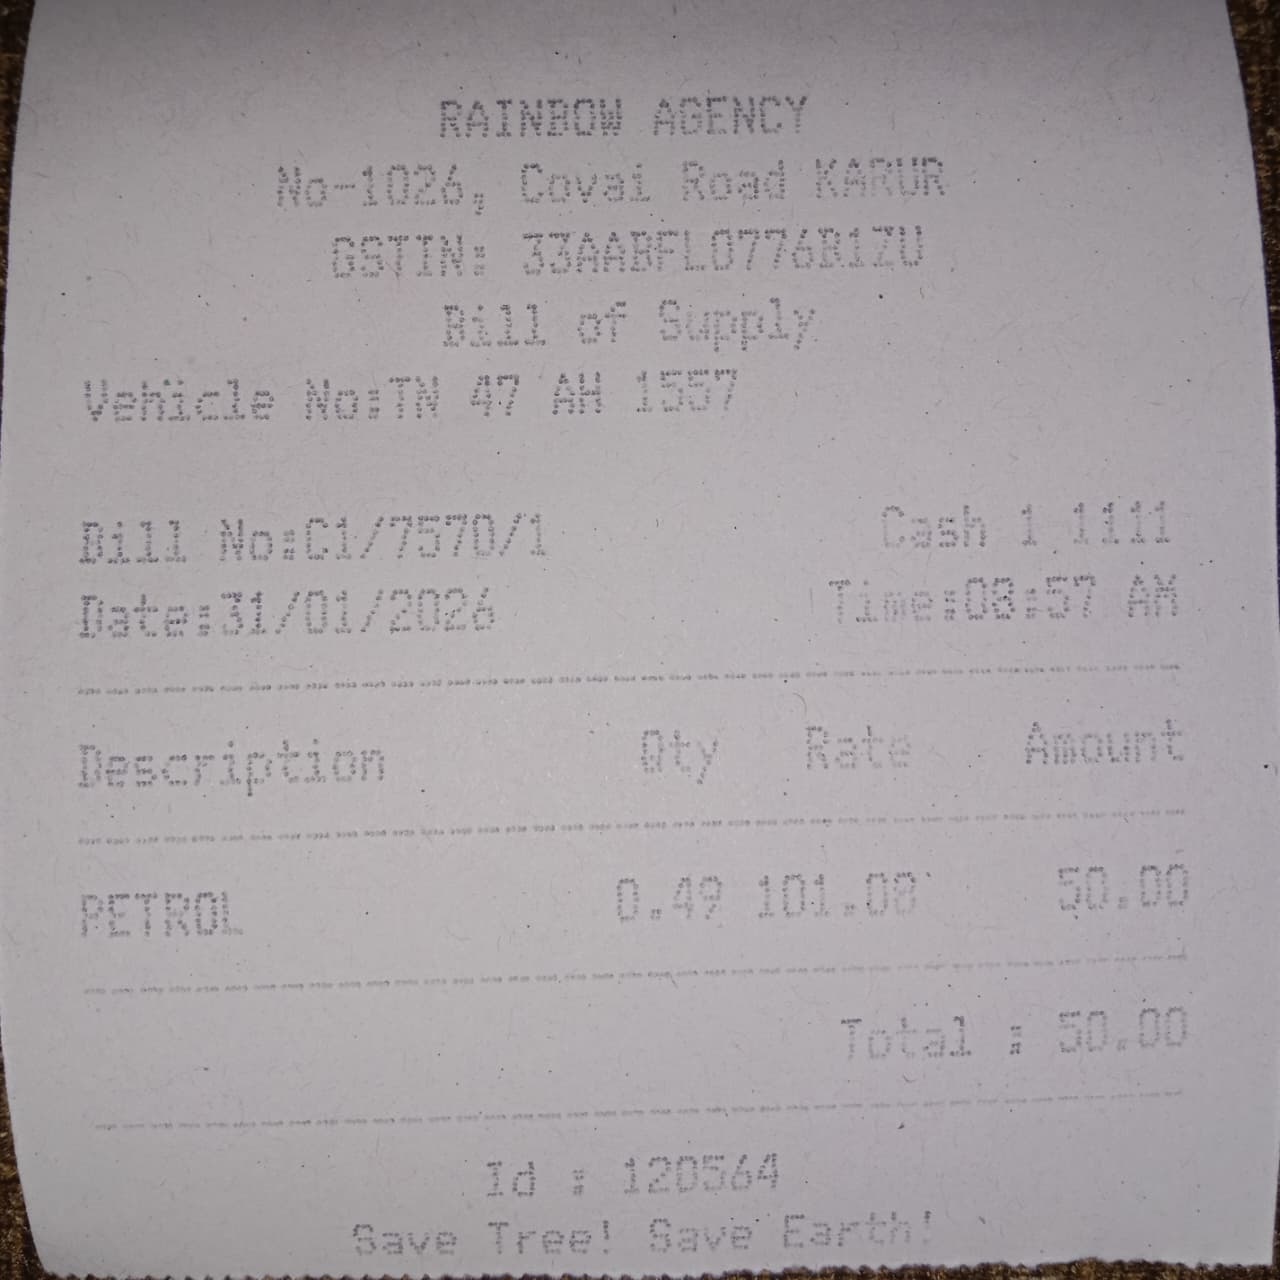 RAINBOW AGENCY
No-1026, Covai Road KARUR
GSTIN: 33AABFL0776B1ZU
Bill of Supply
Vehicle No:TN 47 AH 1557
Bill No:C1/7570/1 Cash 1 1111
Date:31/01/2026 Time: AM
Description Qty Rate Amount
PETROL 0.49 101.08 50.00
Total : 50.00
Id : 120564
Save Tree! Save Earth!